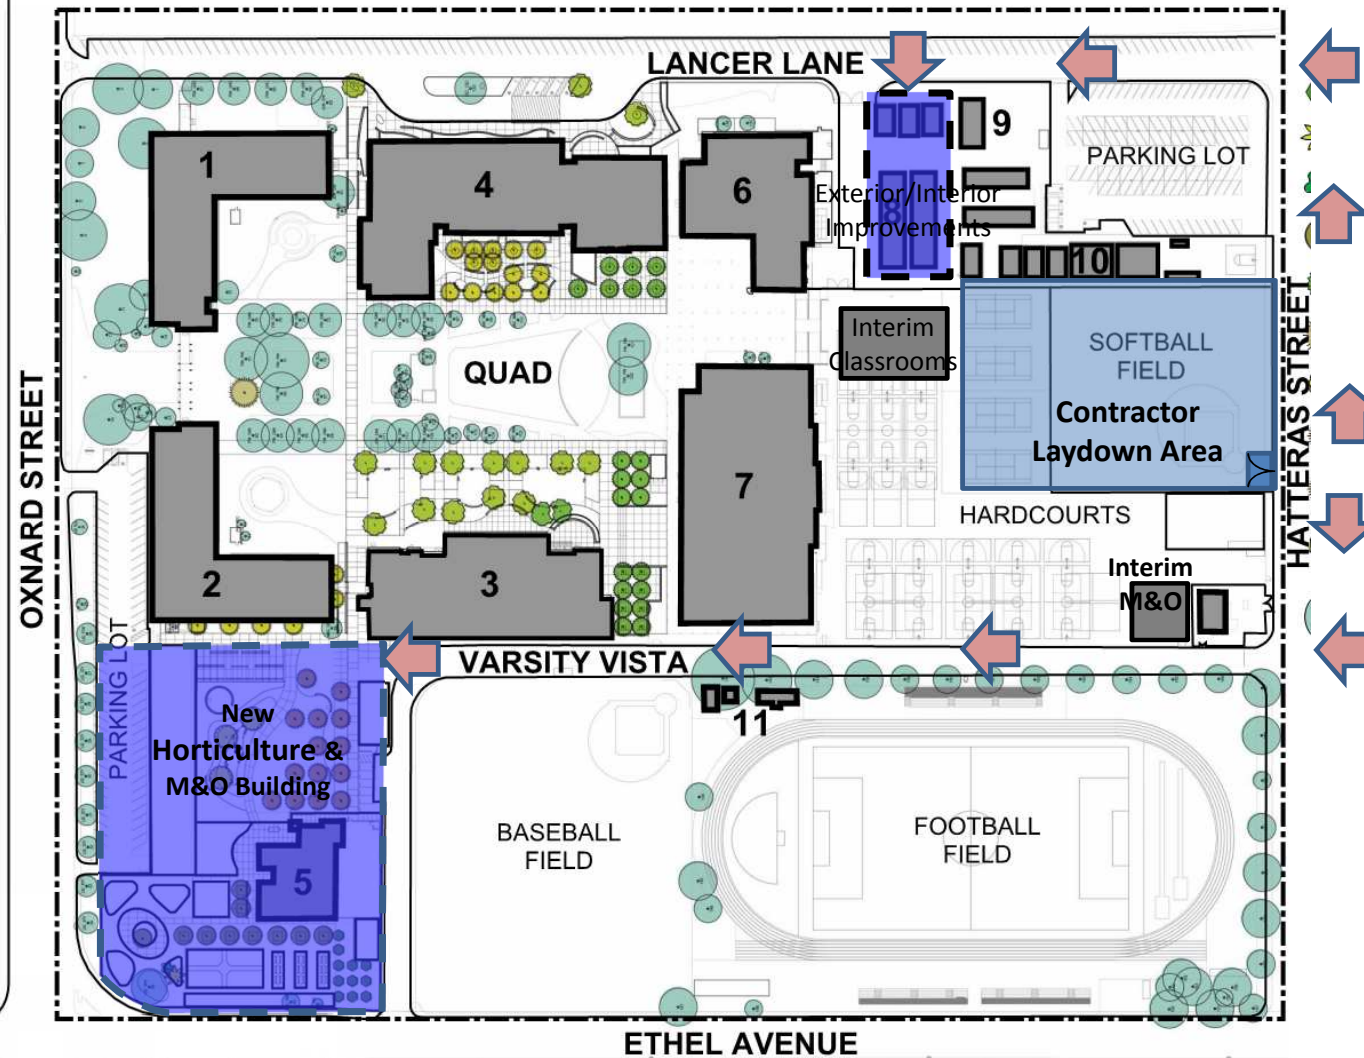 LANCER LANE
1
4
6
9
PARKING LOT
Exterior/Interior
8
Improvements
10
Interim
Classrooms
SOFTBALL
FIELD
Contractor
Laydown Area
QUAD
OXNARD STREET
HATTERAS STREET
7
HARDCOURTS
Interim
M&O
2
3
VARSITY VISTA
PARKING LOT
New
Horticulture &
M&O Building
11
5
BASEBALL
FIELD
FOOTBALL
FIELD
ETHEL AVENUE